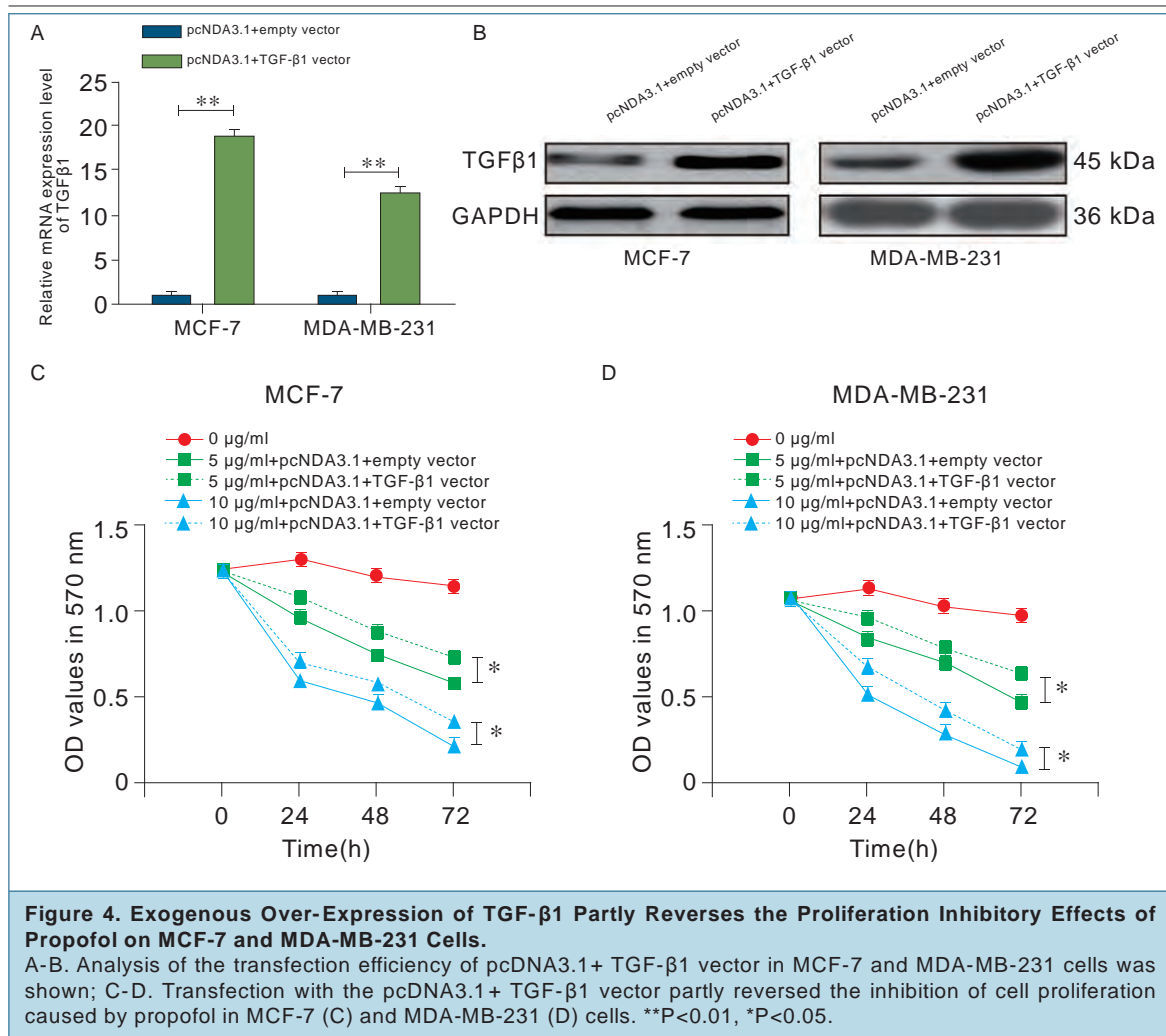 A
pcNDA3.1+empty vector
pcNDA3.1+TGF-β1 vector
Relative mRNA expression level
of TGFβ1
25
20
15
10
5
0
**
**
MCF-7
MDA-MB-231
B
pcNDA3.1+empty vector
pcNDA3.1+TGF-β1 vector
pcNDA3.1+empty vector
pcNDA3.1+TGF-β1 vector
TGFβ1
45 kDa
GAPDH
36 kDa
MCF-7
MDA-MB-231
C
MCF-7
0 µg/ml
5 µg/ml+pcNDA3.1+empty vector
5 µg/ml+pcNDA3.1+TGF-β1 vector
10 µg/ml+pcNDA3.1+empty vector
10 µg/ml+pcNDA3.1+TGF-β1 vector
OD values in 570 nm
1.5
1.0
0.5
0
*
*
0 24 48 72
Time(h)
D
MDA-MB-231
0 µg/ml
5 µg/ml+pcNDA3.1+empty vector
5 µg/ml+pcNDA3.1+TGF-β1 vector
10 µg/ml+pcNDA3.1+empty vector
10 µg/ml+pcNDA3.1+TGF-β1 vector
OD values in 570 nm
1.5
1.0
0.5
0
*
*
0 24 48 72
Time(h)
Figure 4. Exogenous Over-Expression of TGF-β1 Partly Reverses the Proliferation Inhibitory Effects of
Propofol on MCF-7 and MDA-MB-231 Cells.
A-B. Analysis of the transfection efficiency of pcDNA3.1+ TGF-β1 vector in MCF-7 and MDA-MB-231 cells was
shown; C-D. Transfection with the pcDNA3.1+ TGF-β1 vector partly reversed the inhibition of cell proliferation
caused by propofol in MCF-7 (C) and MDA-MB-231 (D) cells. **P<0.01, *P<0.05.